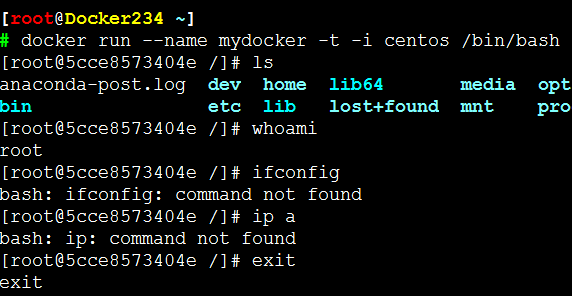 [root@Docker234 ~]
# docker run --name mydocker -t -i centos /bin/bash
[root@5cce8573404e /]# ls
anaconda-post.log dev home lib64 media opt
bin etc lib lost+found mnt pro
[root@5cce8573404e /]# whoami
root
[root@5cce8573404e /]# ifconfig
bash: ifconfig: command not found
[root@5cce8573404e /]# ip a
bash: ip: command not found
[root@5cce8573404e /]# exit
exit